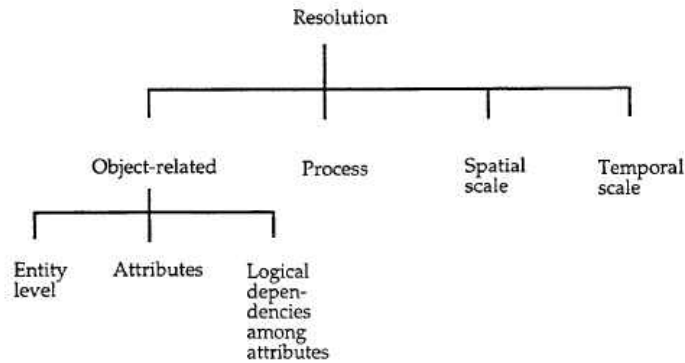 Resolution
Object-related
Process
Spatial
scale
Temporal
scale
Entity
level
Attributes
Logical
depen-
dencies
among
attributes